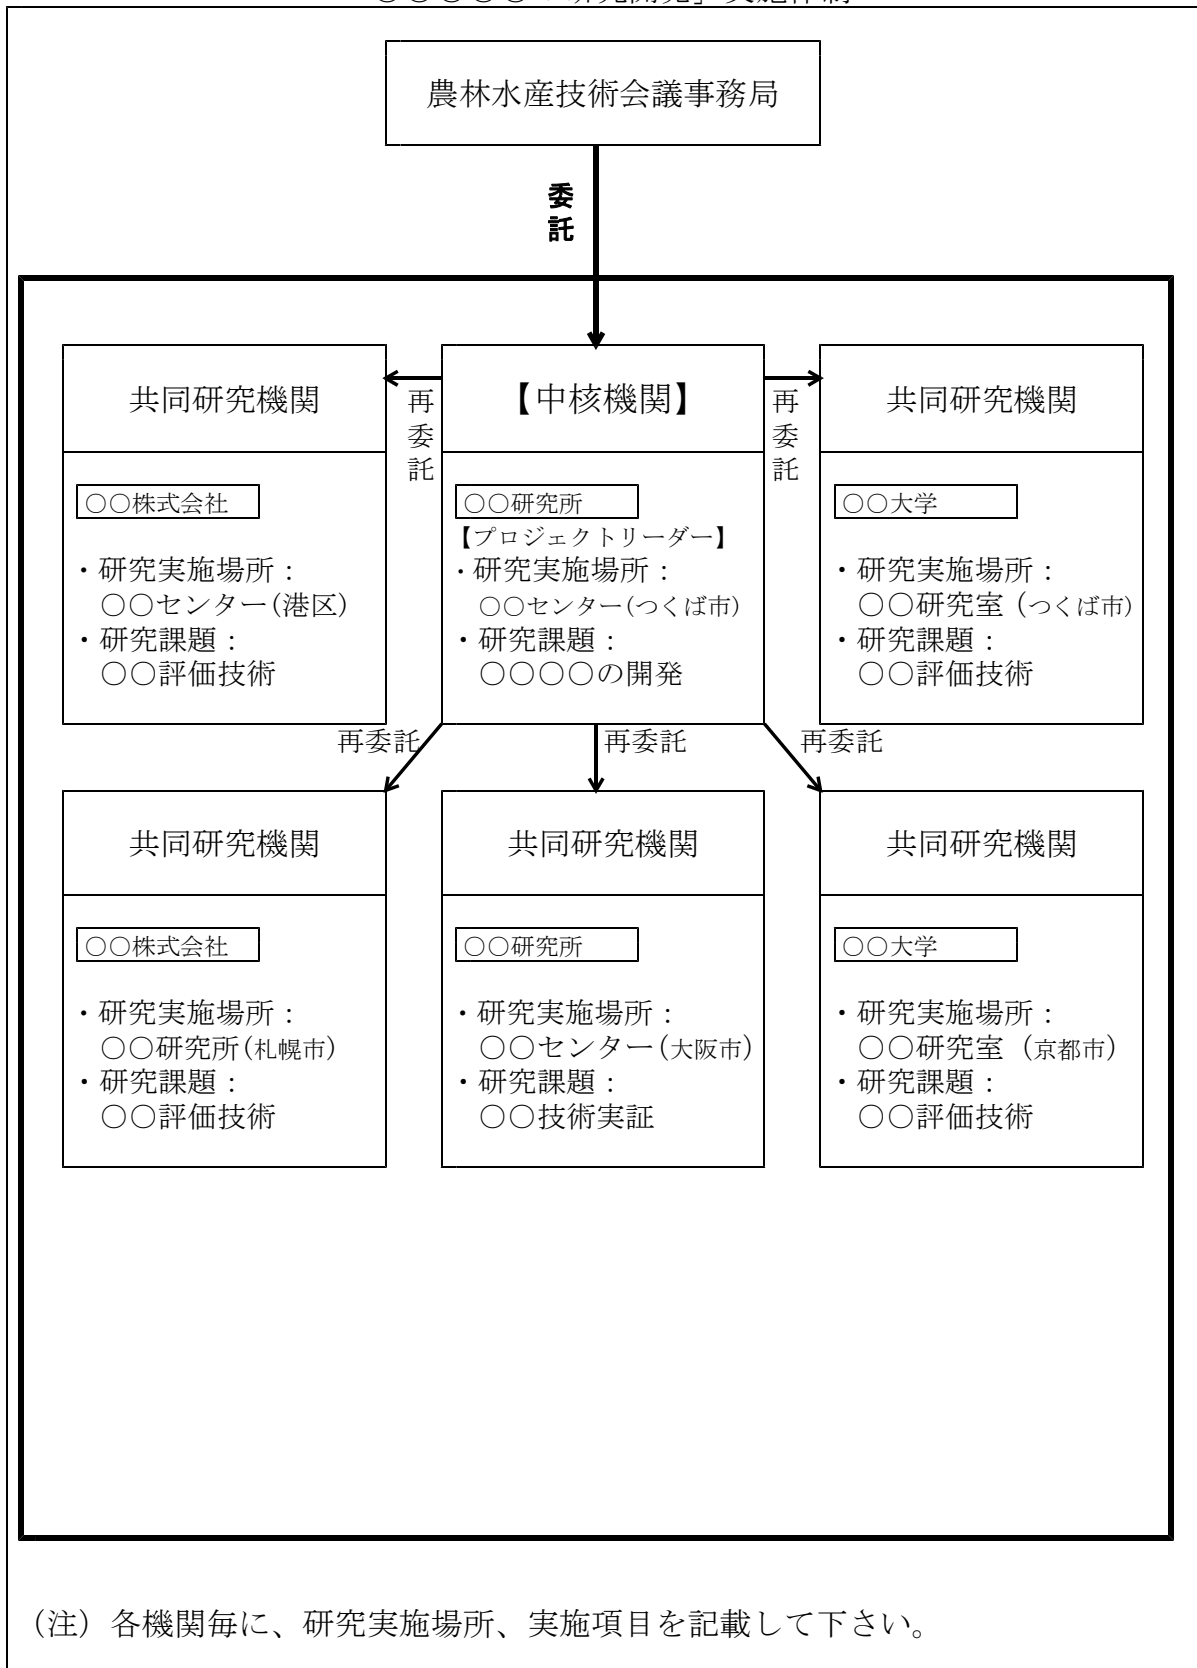 農林水産技術会議事務局
委託
共同研究機関
再委託
【中核機関】
再委託
共同研究機関
○○株式会社
・研究実施場所：
○○センター(港区)
・研究課題：
○○評価技術
○○研究所
【プロジェクトリーダー】
・研究実施場所：
○○センター(つくば市)
・研究課題：
○○○○の開発
○○大学
・研究実施場所：
○○研究室（つくば市）
・研究課題：
○○評価技術
再委託
再委託
再委託
共同研究機関
共同研究機関
共同研究機関
○○株式会社
・研究実施場所：
○○研究所(札幌市)
・研究課題：
○○評価技術
○○研究所
・研究実施場所：
○○センター(大阪市)
・研究課題：
○○技術実証
○○大学
・研究実施場所：
○○研究室（京都市）
・研究課題：
○○評価技術
（注）各機関毎に、研究実施場所、実施項目を記載して下さい。